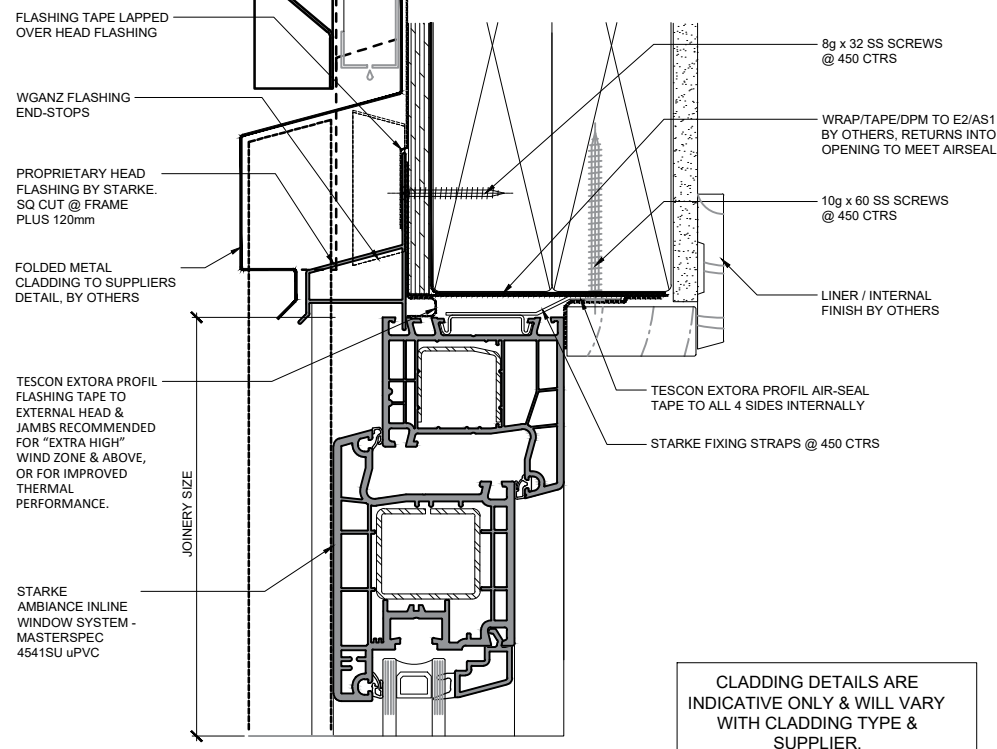 FLASHING TAPE LAPPED
OVER HEAD FLASHING
WGANZ FLASHING
END-STOPS
PROPRIETARY HEAD
FLASHING BY STARKE.
SQ CUT @ FRAME
PLUS 120mm
FOLDED METAL
CLADDING TO SUPPLIERS
DETAIL, BY OTHERS
TESCON EXTORA PROFIL
FLASHING TAPE TO
EXTERNAL HEAD &
JAMBS RECOMMENDED
FOR “EXTRA HIGH”
WIND ZONE & ABOVE,
OR FOR IMPROVED
THERMAL
PERFORMANCE.
JOINERY SIZE
STARKE
AMBIANCE INLINE
WINDOW SYSTEM -
MASTERSPEC
4541SU uPVC
8g x 32 SS SCREWS
@ 450 CTRS
WRAP/TAPE/DPM TO E2/AS1
BY OTHERS, RETURNS INTO
OPENING TO MEET AIRSEAL
10g x 60 SS SCREWS
@ 450 CTRS
LINER / INTERNAL
FINISH BY OTHERS
TESCON EXTORA PROFIL AIR-SEAL
TAPE TO ALL 4 SIDES INTERNALLY
STARKE FIXING STRAPS @ 450 CTRS
CLADDING DETAILS ARE
INDICATIVE ONLY & WILL VARY
WITH CLADDING TYPE &
SUPPLIER.